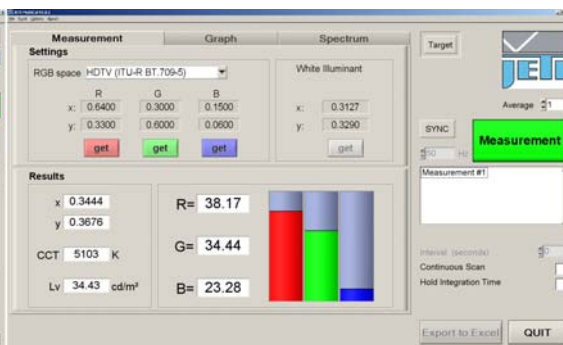 Measurement Graph Spectrum
Settings
RGB space HDTV (ITU-R BT.709-5)
R G B
x: 0.6400 0.3000 0.1500
y: 0.3300 0.6000 0.0600
get get get
White Illuminant
x: 0.3127
y: 0.3290
get
Results
x 0.3444
y 0.3676
CCT 5103 K
Lv 34.43 cd/m²
R= 38.17
G= 34.44
B= 23.28
Target
JETI
Average 1
SYNC
Hz
Measurement
Measurement #1
Interval (seconds)
Continuous Scan
Hold Integration Time
Export to Excel QUIT